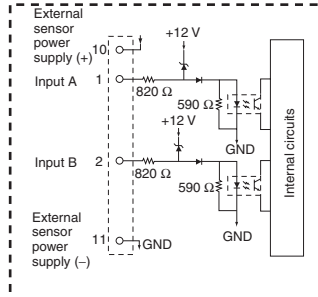 External
sensor
power
supply (+)
10
+12 V
Input A
1
820 Ω
590 Ω
GND
+12 V
Input B
2
820 Ω
590 Ω
GND
External
sensor
power
supply (−)
11
GND
Internal circuits